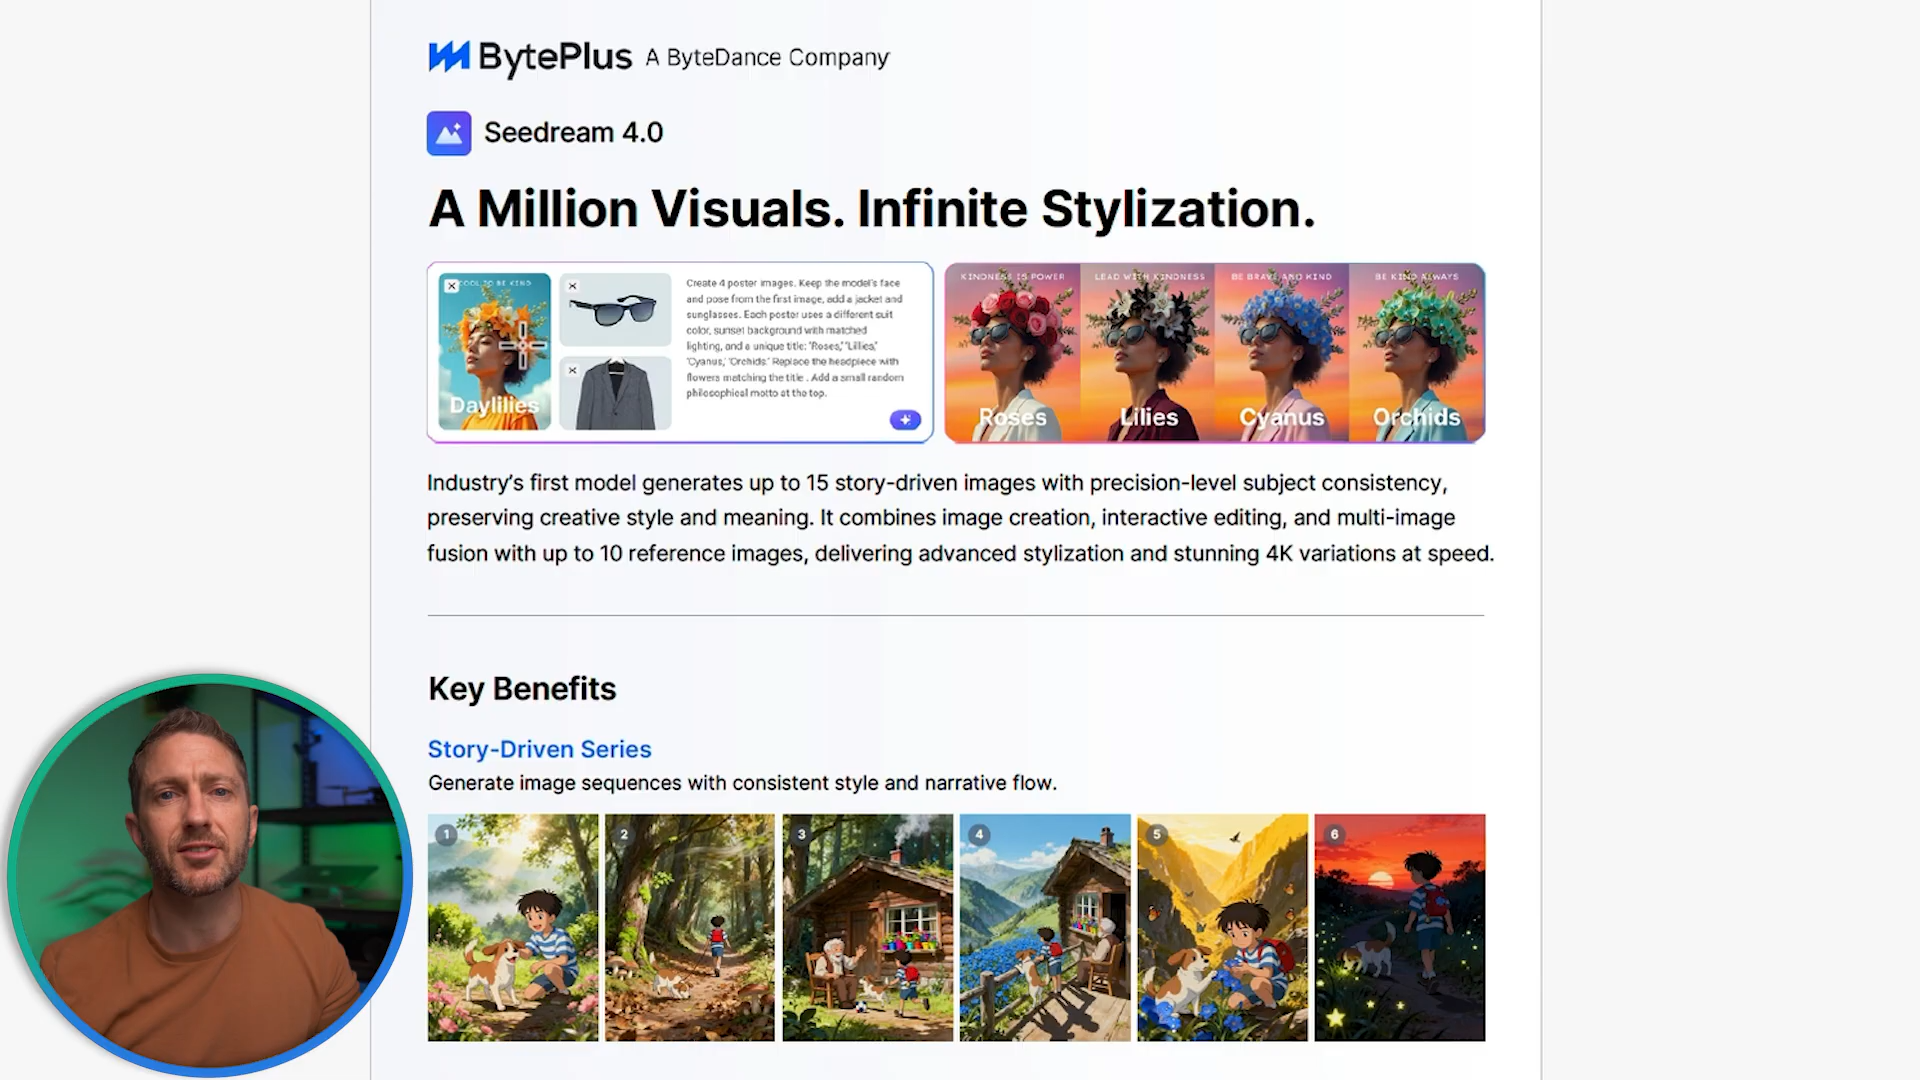 BytePlus A ByteDance Company
Seedream 4.0
A Million Visuals. Infinite Stylization.
COOL TO BE KIND
Daylilies
Create 4 poster images. Keep the model's face
and pose from the first image, add a jacket and
sunglasses. Each poster uses a different suit
color, sunset background with matched
lighting, and a unique title: 'Roses,' 'Lillies,'
'Cyanus,' 'Orchids.' Replace the headpiece with
flowers matching the title . Add a small random
philosophical motto at the top.
KINDNESS IS POWER
Roses
LEAD WITH KINDNESS
Lilies
BE BRAVE AND KIND
Cyanus
BE KIND ALWAYS
Orchids
Industry's first model generates up to 15 story-driven images with precision-level subject consistency,
preserving creative style and meaning. It combines image creation, interactive editing, and multi-image
fusion with up to 10 reference images, delivering advanced stylization and stunning 4K variations at speed.
Key Benefits
Story-Driven Series
Generate image sequences with consistent style and narrative flow.
1
2
3
4
5
6